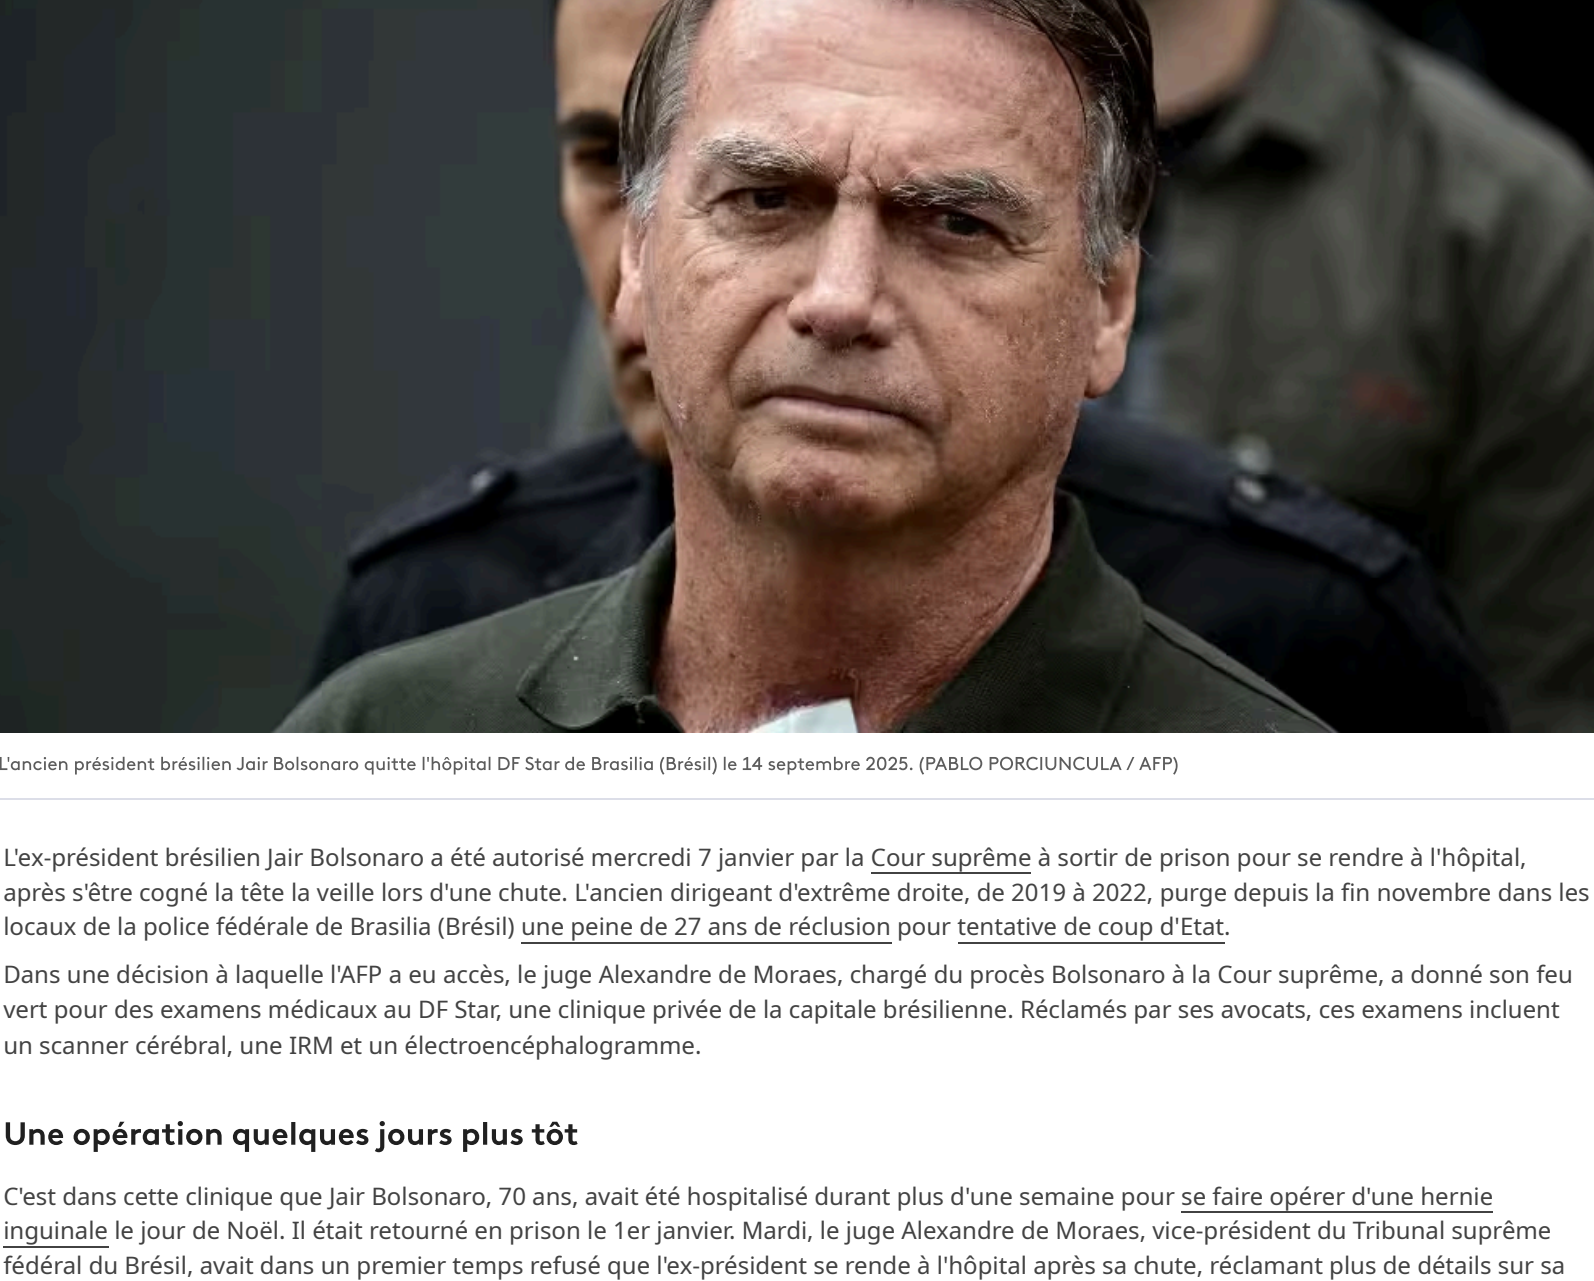 L'ancien président brésilien Jair Bolsonaro quitte l'hôpital DF Star de Brasilia (Brésil) le 14 septembre 2025. (PABLO PORCIUNCULA / AFP)
L'ex-président brésilien Jair Bolsonaro a été autorisé mercredi 7 janvier par la Cour suprême à sortir de prison pour se rendre à l'hôpital,
après s'être cogné la tête la veille lors d'une chute. L'ancien dirigeant d'extrême droite, de 2019 à 2022, purge depuis la fin novembre dans les
locaux de la police fédérale de Brasilia (Brésil) une peine de 27 ans de réclusion pour tentative de coup d'Etat.
Dans une décision à laquelle l'AFP a eu accès, le juge Alexandre de Moraes, chargé du procès Bolsonaro à la Cour suprême, a donné son feu
vert pour des examens médicaux au DF Star, une clinique privée de la capitale brésilienne. Réclamés par ses avocats, ces examens incluent
un scanner cérébral, une IRM et un électroencéphalogramme.
Une opération quelques jours plus tôt
C'est dans cette clinique que Jair Bolsonaro, 70 ans, avait été hospitalisé durant plus d'une semaine pour se faire opérer d'une hernie
inguinale le jour de Noël. Il était retourné en prison le 1er janvier. Mardi, le juge Alexandre de Moraes, vice-président du Tribunal suprême
fédéral du Brésil, avait dans un premier temps refusé que l'ex-président se rende à l'hôpital après sa chute, réclamant plus de détails sur sa